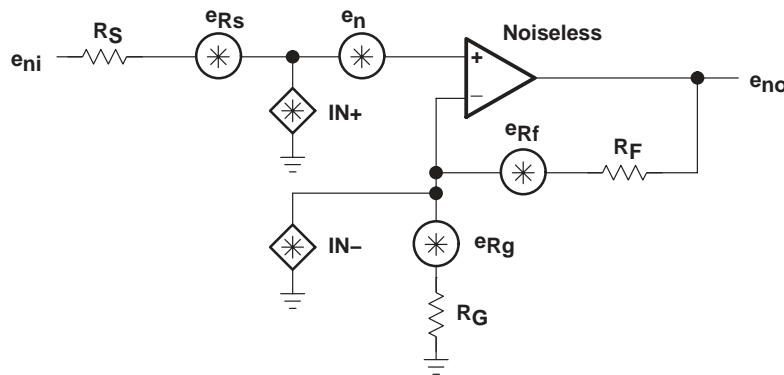 eRs
en
Noiseless
RS
eni
+
−
eno
IN+
eRf
RF
IN−
eRg
RG